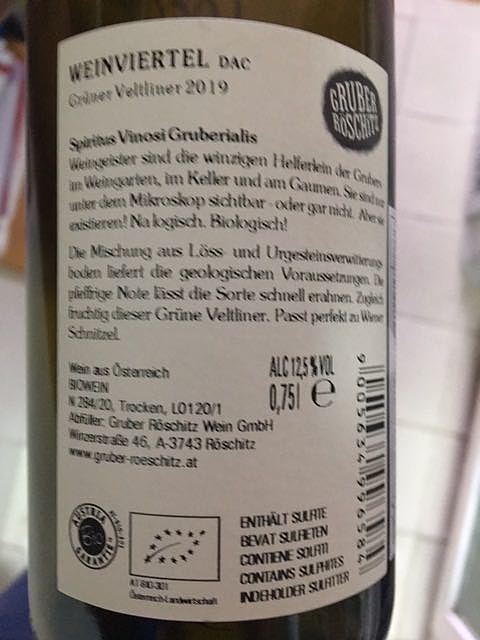 WEINVIERTEL DAC
Grüner Veltliner 2019
GRUBER
RÖSCHITZ
Spiritus Vinosi Gruberialis
Weingeister sind die winzigen Helferlein der Grubers
im Weingarten, im Keller und am Gaumen. Sie sind nur
unter dem Mikroskop sichtbar - oder gar nicht. Aber sie
existieren! Na logisch. Biologisch!
Die Mischung aus Löss- und Urgesteinsverwitterungs-
boden liefert die geologischen Voraussetzungen. Die
pfeffrige Note lässt die Sorte schnell erahnen. Zugleich
fruchtig dieser Grüne Veltliner. Passt perfekt zu Wiener
Schnitzel.
Wein aus Österreich
BIOWEIN
N 284/20, Trocken, L0120/1
Abfüller: Gruber Röschitz Wein GmbH
Winzerstraße 46, A-3743 Röschitz
www.gruber-roeschitz.at
ALC 12,5 % VOL
0,75 l e
AUSTRIA
BIO
GARANTIE
AT-BIO-301
Österreich-Landwirtschaft
ENTHÄLT SULFITE
BEVAT SULFIETEN
CONTIENE SOLFITI
CONTAINS SULPHITES
INDEHOLDER SULFITTER